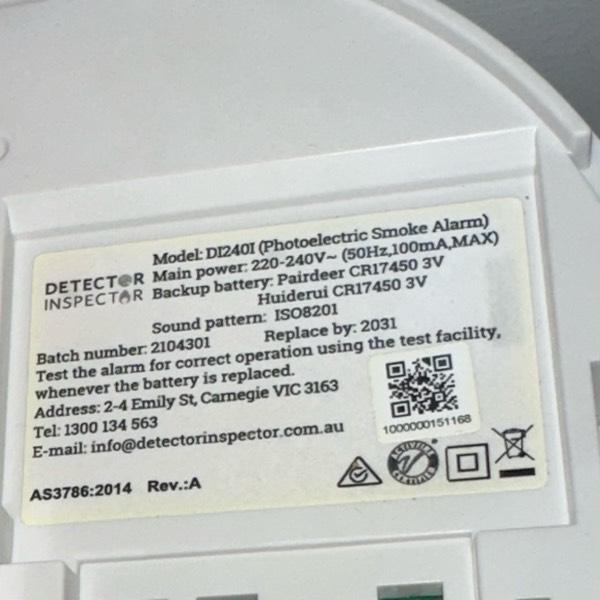 DETECTOR
INSPECTOR
Model: DI240I (Photoelectric Smoke Alarm)
Main power: 220-240V~ (50Hz,100mA,MAX)
Backup battery: Pairdeer CR17450 3V
Huiderui CR17450 3V
Sound pattern: ISO8201
Batch number: 2104301 Replace by: 2031
Test the alarm for correct operation using the test facility,
whenever the battery is replaced.
Address: 2-4 Emily St, Carnegie VIC 3163
Tel: 1300 134 563
E-mail: info@detectorinspector.com.au
1000000151168
AS3786:2014 Rev.:A